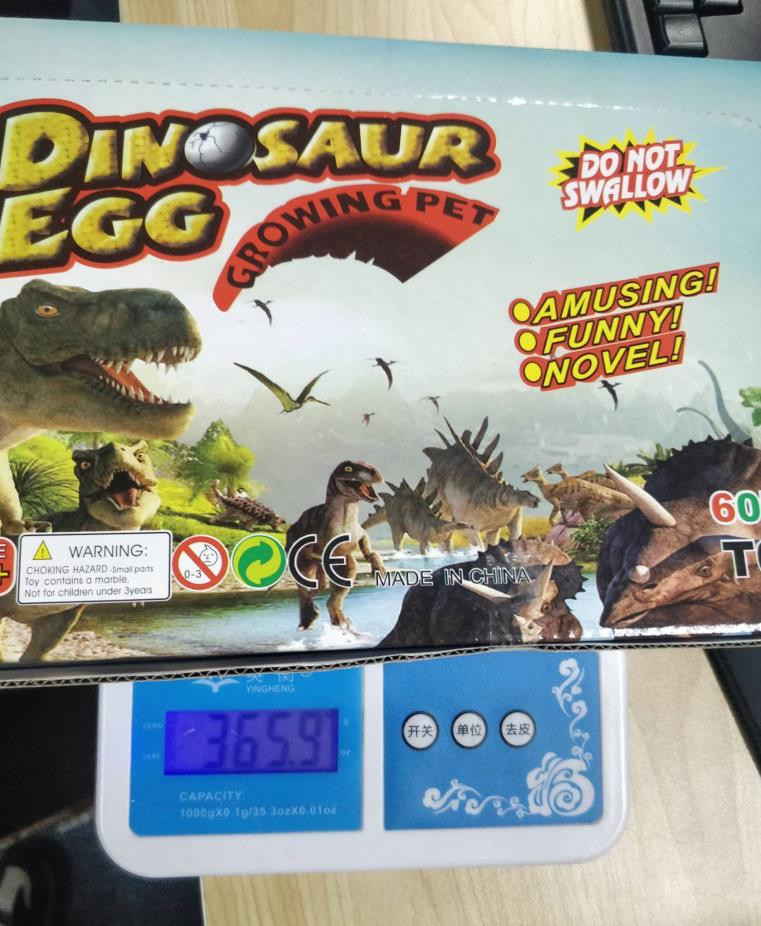 DINOSAUR
EGG
GROWING PET
DO NOT
SWALLOW
AMUSING!
FUNNY!
NOVEL!
60
WARNING:
CHOKING HAZARD -Small parts
Toy contains a marble,
Not for children under 3years
0-3
CE
MADE IN CHINA
YINGHENG
ZERO
365.9
g
TARE
oz
CAPACITY:
1000gX0.1g/35.3ozX0.01oz
开关
单位
去皮